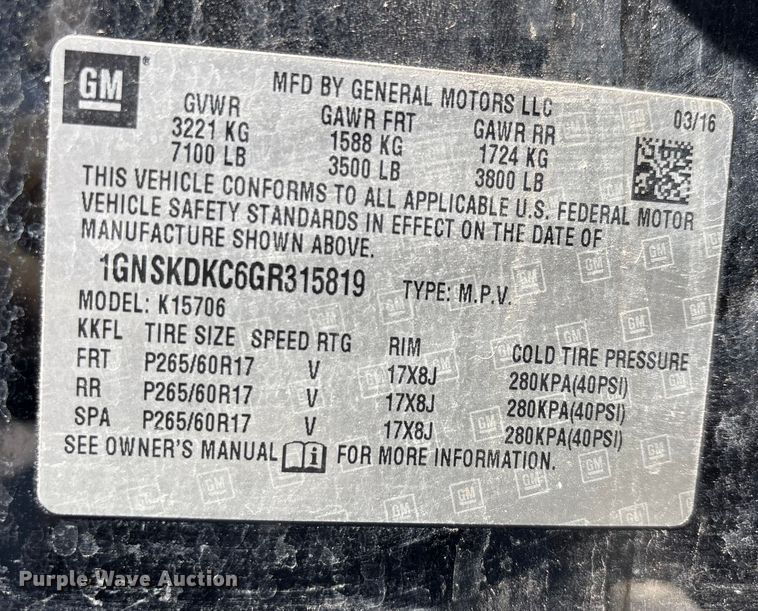 GM ®
MFD BY GENERAL MOTORS LLC
03/16
GVWR GAWR FRT GAWR RR
3221 KG 1588 KG 1724 KG
7100 LB 3500 LB 3800 LB
THIS VEHICLE CONFORMS TO ALL APPLICABLE U.S. FEDERAL MOTOR
VEHICLE SAFETY STANDARDS IN EFFECT ON THE DATE OF
MANUFACTURE SHOWN ABOVE.
1GNSKDKC6GR315819 TYPE: M.P.V.
MODEL: K15706
KKFL TIRE SIZE SPEED RTG RIM COLD TIRE PRESSURE
FRT P265/60R17 V 17X8J 280KPA(40PSI)
RR P265/60R17 V 17X8J 280KPA(40PSI)
SPA P265/60R17 V 17X8J 280KPA(40PSI)
SEE OWNER'S MANUAL i FOR MORE INFORMATION.
Purple Wave Auction